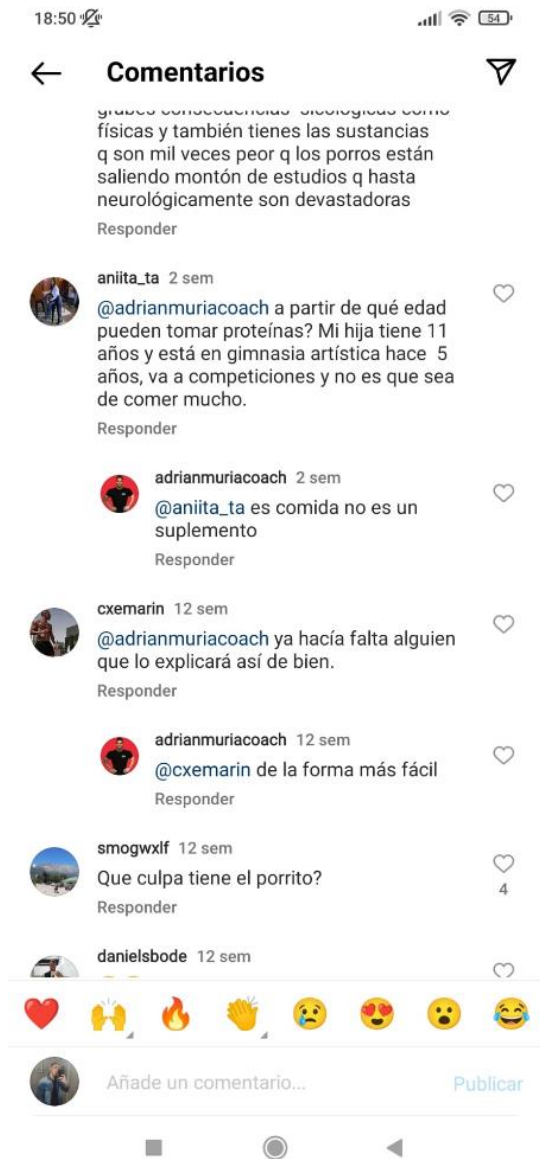 18:50
54
Comentarios
grabes consecuencias sicológicas como
físicas y también tienes las sustancias
q son mil veces peor q los porros están
saliendo montón de estudios q hasta
neurológicamente son devastadoras
Responder
aniita_ta 2 sem
@adrianmuriacoach a partir de qué edad
pueden tomar proteínas? Mi hija tiene 11
años y está en gimnasia artística hace 5
años, va a competiciones y no es que sea
de comer mucho.
Responder
adrianmuriacoach 2 sem
@aniita_ta es comida no es un
suplemento
Responder
cxemarin 12 sem
@adrianmuriacoach ya hacía falta alguien
que lo explicará así de bien.
Responder
adrianmuriacoach 12 sem
@cxemarin de la forma más fácil
Responder
smogwxlf 12 sem
Que culpa tiene el porrito?
4
Responder
danielsbode 12 sem
Añade un comentario... Publicar